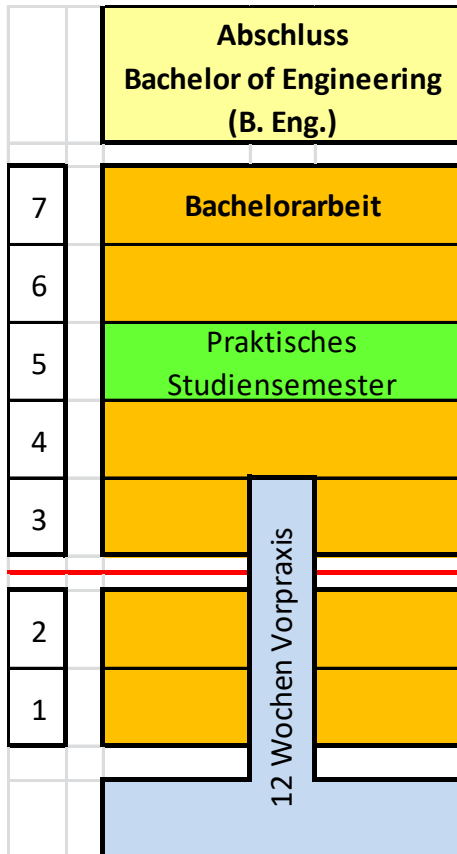 Abschluss
Bachelor of Engineering
(B. Eng.)
7
Bachelorarbeit
6
5
Praktisches
Studiensemester
4
3
12 Wochen Vorpraxis
2
1